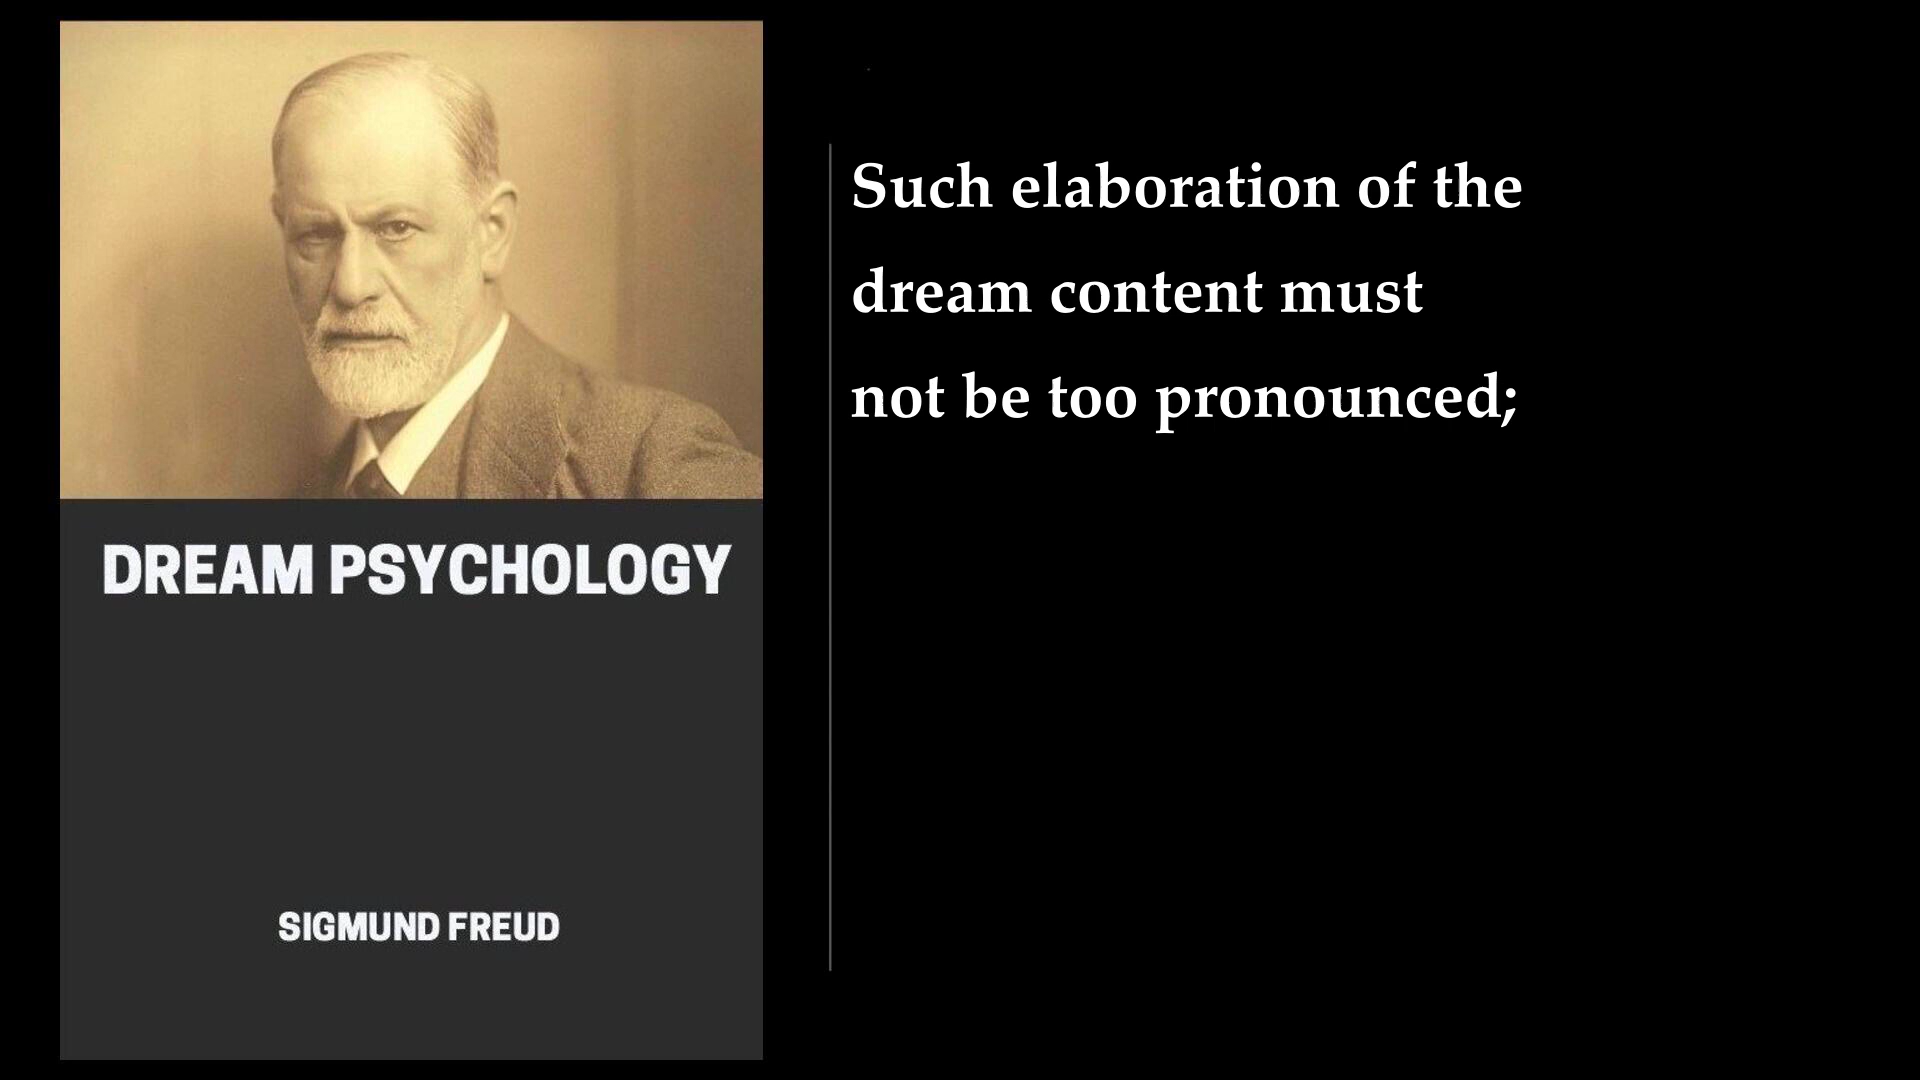 DREAM PSYCHOLOGY
SIGMUND FREUD
Such elaboration of the
dream content must
not be too pronounced;